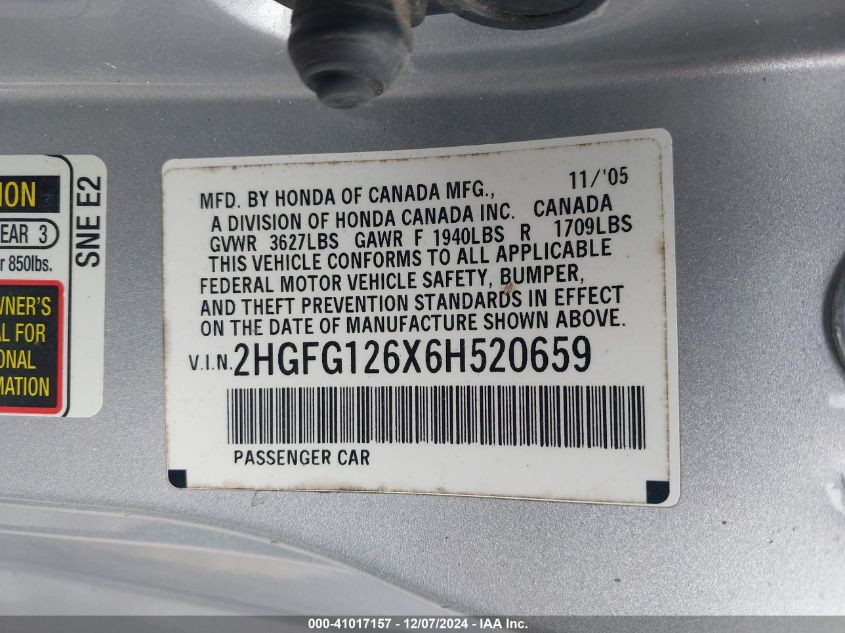 MFD. BY HONDA OF CANADA MFG., 11/'05
A DIVISION OF HONDA CANADA INC. CANADA
GVWR 3627LBS GAWR F 1940LBS R 1709LBS
THIS VEHICLE CONFORMS TO ALL APPLICABLE
FEDERAL MOTOR VEHICLE SAFETY, BUMPER,
AND THEFT PREVENTION STANDARDS IN EFFECT
ON THE DATE OF MANUFACTURE SHOWN ABOVE.
V.I.N. 2HGFG126X6H520659
PASSENGER CAR
ION
EAR 3
r 850lbs.
WNER'S
AL FOR
ONAL
MATION
SNE E2
000-41017157 - 12/07/2024 - IAA Inc.